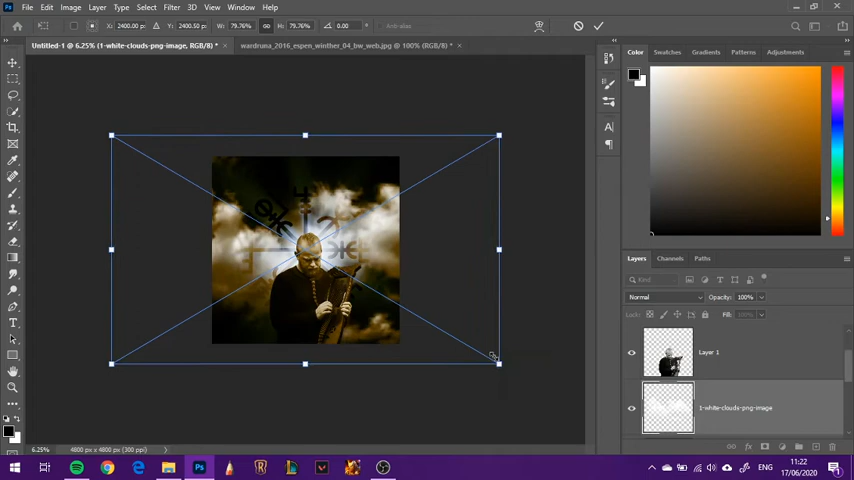 File Edit Image Layer Type Select Filter 3D View Window Help
X: 2400.00 px Y: 2400.50 px W: 79.76% H: 79.76% 0.00 ° Anti-alias
Untitled-1 @ 6.25% (1-white-clouds-png-image, RGB/8) * × wardruna_2016_espen_winther_04_bw_web.jpg @ 100% (RGB/8) * ×
Color Swatches Gradients Patterns Adjustments
Layers Channels Paths
Kind
Normal Opacity: 100%
Lock: Fill: 100%
Layer 1
1-white-clouds-png-image
6.25% 4800 px x 4800 px (300 ppi)
ENG 11:22
17/06/2020